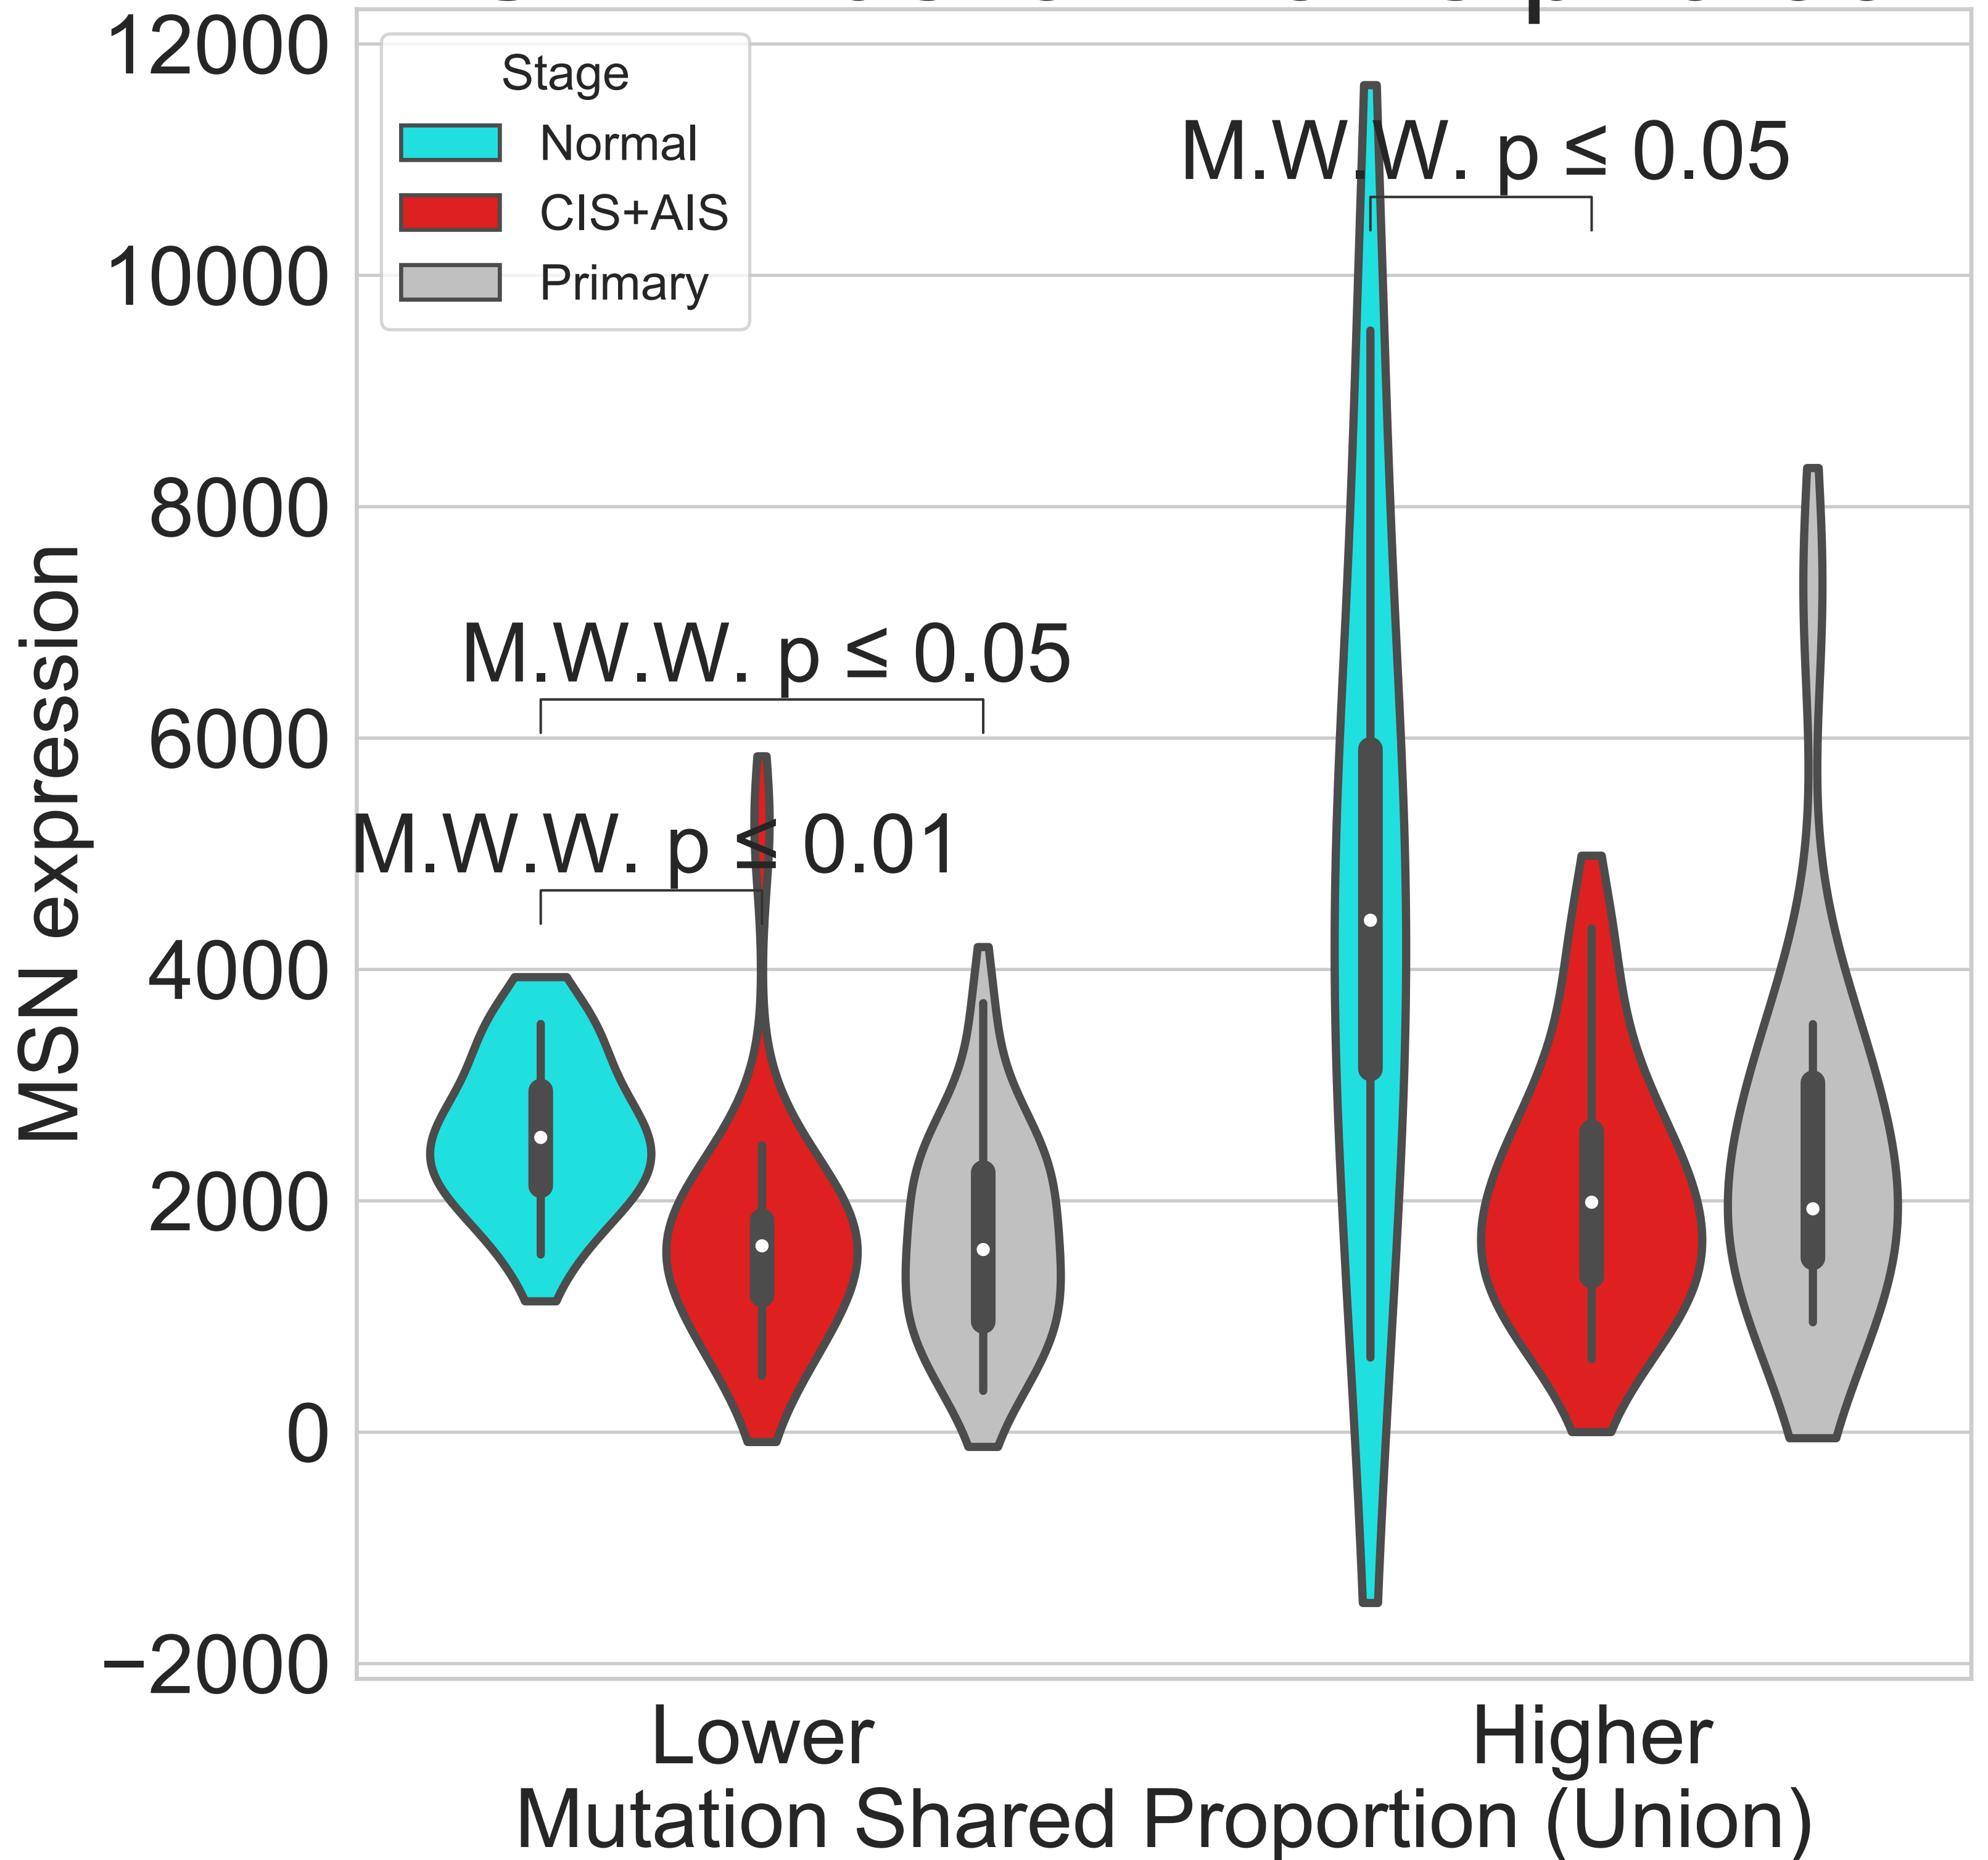 12000
10000
8000
6000
4000
2000
0
−2000
MSN expression
Stage
Normal
CIS+AIS
Primary
M.W.W. p ≤ 0.05
M.W.W. p ≤ 0.05
M.W.W. p ≤ 0.01
Lower
Higher
Mutation Shared Proportion (Union)